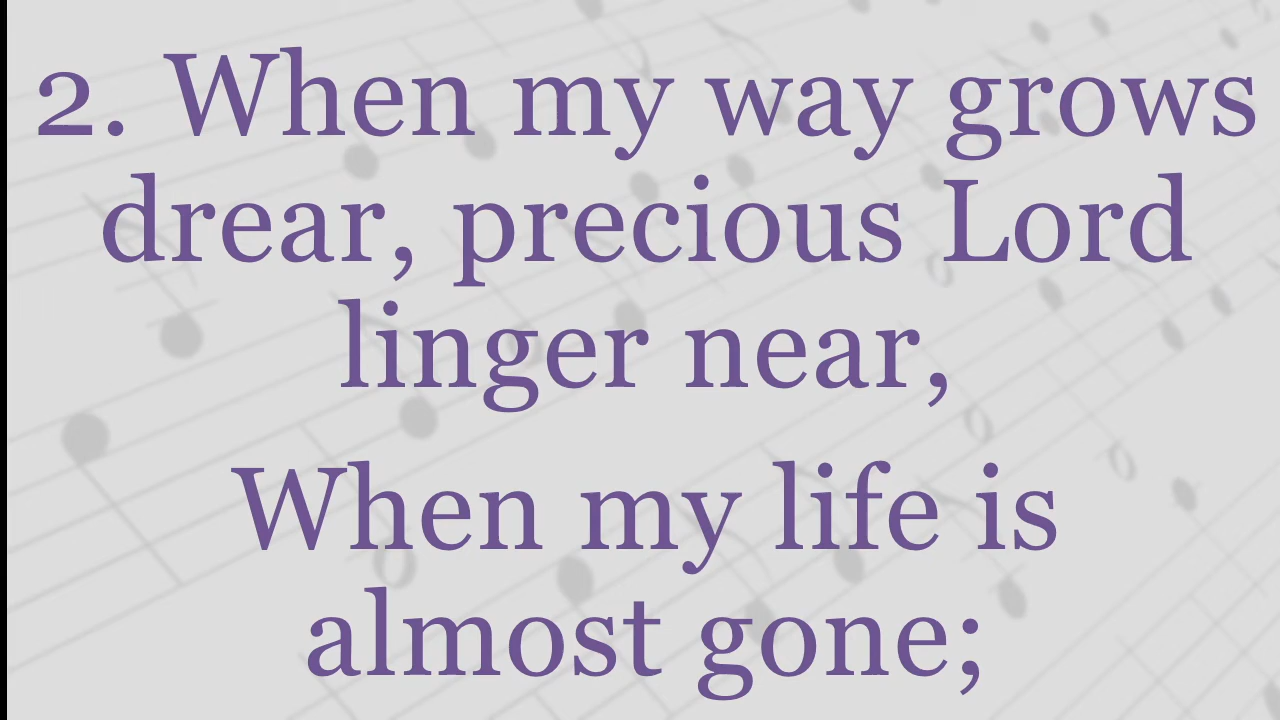 2. When my way grows
drear, precious Lord
linger near,
When my life is
almost gone;